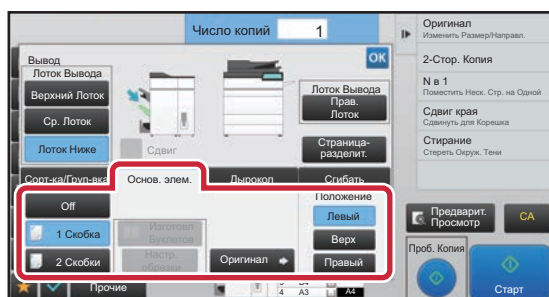 Число копий 1
Вывод
OK
Лоток Вывода
Верхний Лоток
Ср. Лоток
Лоток Ниже
Сдвиг
Лоток Вывода
Прав.
Лоток
Страница-
разделит.
Сорт-ка/Груп-вка
Основ. элем.
Дырокол
Сгибать
Off
1 Скобка
2 Скобки
Изготовл
Буклетов
Настр.
обрезки
Оригинал
Положение
Левый
Верх
Правый
Прочие
4 A3
A4
Оригинал
Изменить Размер/Направл.
2-Стор. Копия
N в 1
Поместить Неск. Стр. на Одной
Сдвиг края
Сдвинуть для Корешка
Стирание
Стереть Окруж. Тени
Предварит.
Просмотр
CA
Проб. Копия
Старт